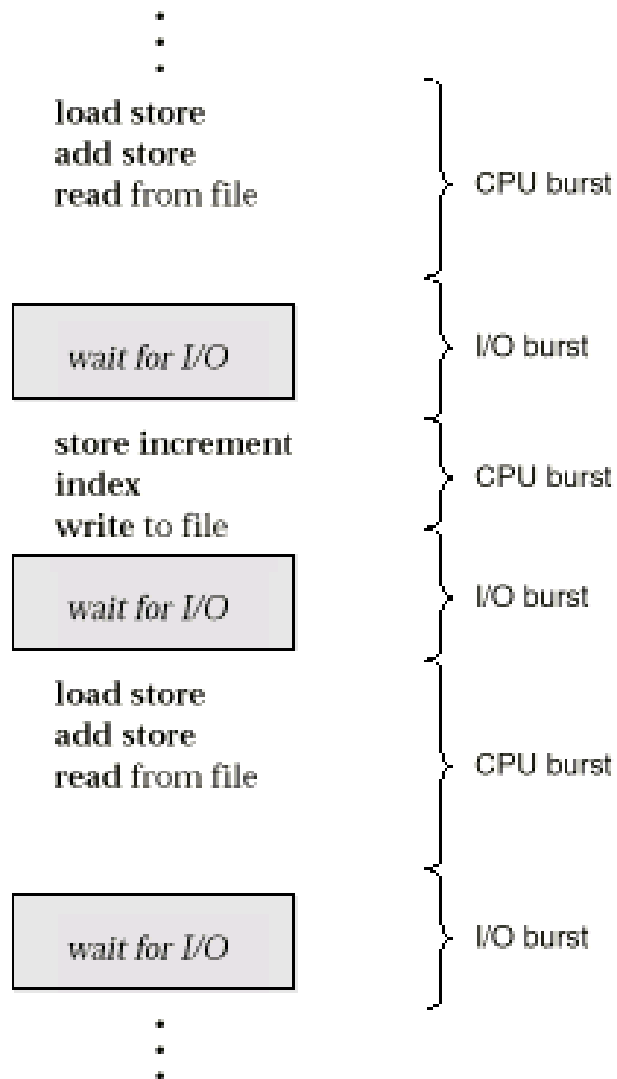 load store
add store
read from file
CPU burst
wait for I/O
I/O burst
store increment
index
write to file
CPU burst
wait for I/O
I/O burst
load store
add store
read from file
CPU burst
wait for I/O
I/O burst